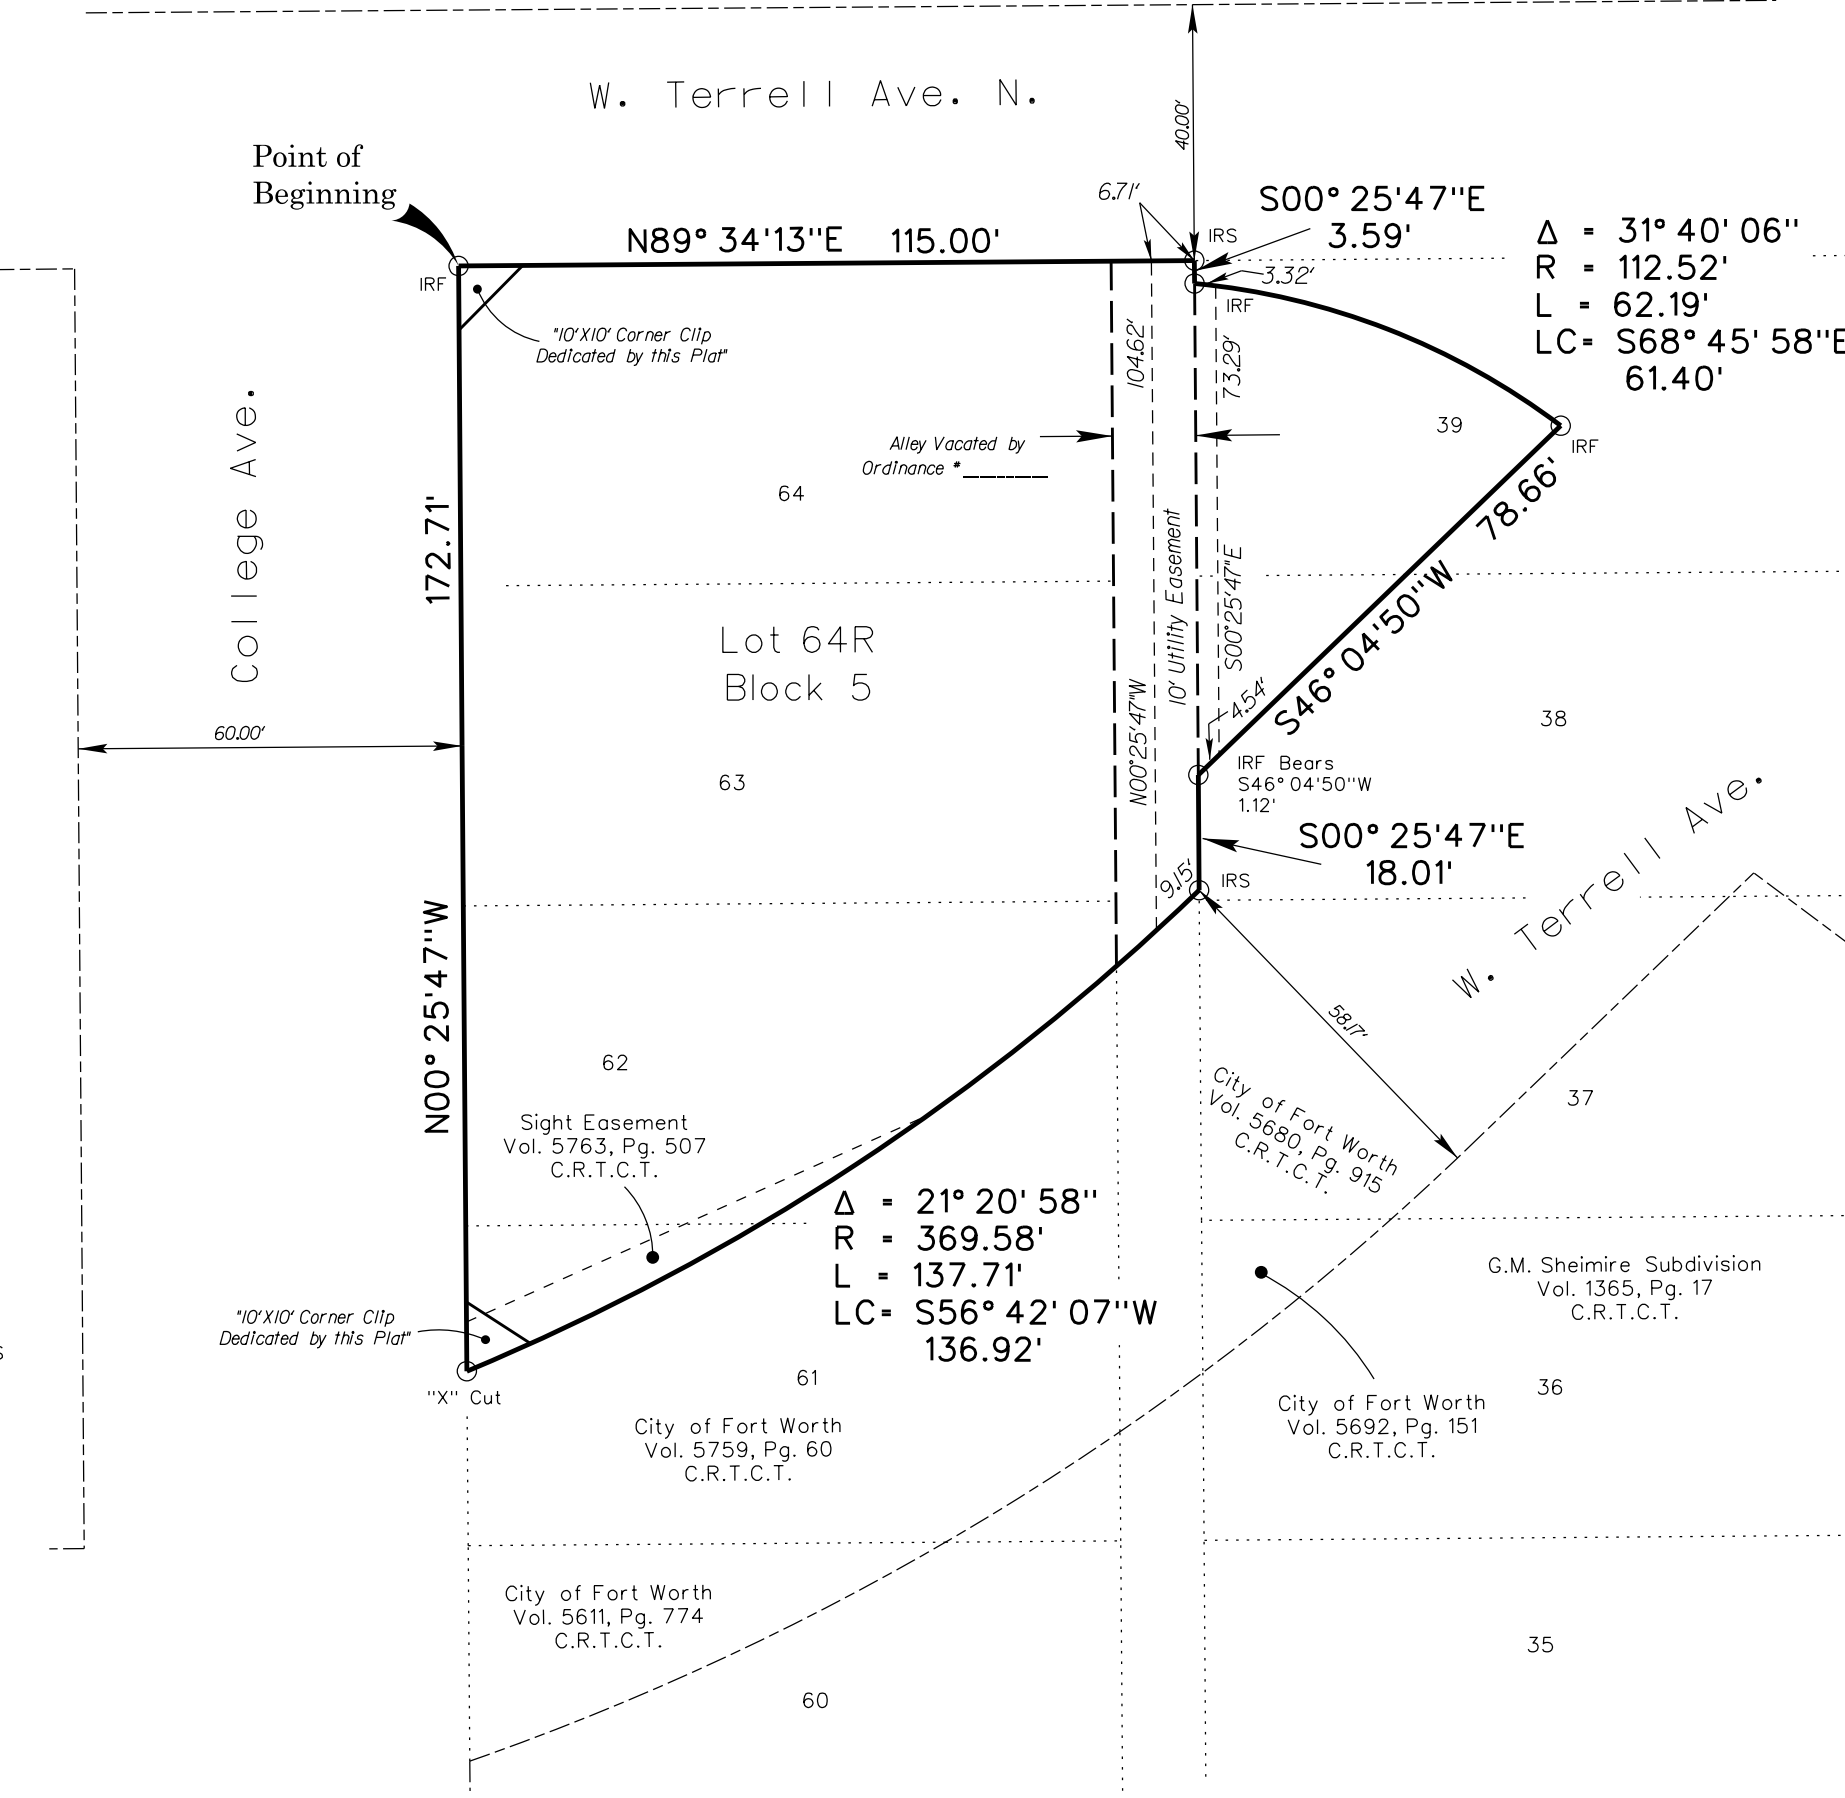 W. Terrell Ave. N.
40.00'
Point of
Beginning
6.71'
S00° 25'47"E
3.59'
IRS
N89° 34'13"E 115.00'
Δ = 31° 40' 06"
R = 112.52'
L = 62.19'
LC= S68° 45' 58"E
61.40'
IRF
3.32'
IRF
"10'X10' Corner Clip
Dedicated by this Plat"
104.62'
73.29'
College Ave.
39
IRF
Alley Vacated by
Ordinance #
64
172.71'
78.66'
S46° 04'50"W
10' Utility Easement
S00°25'47"E
N00°25'47"W
Lot 64R
Block 5
4.54'
38
60.00'
63
IRF Bears
S46° 04'50"W
1.12'
S00° 25'47"E
18.01'
W. Terrell Ave.
9.15'
IRS
N00° 25'47"W
58.17'
62
37
City of Fort Worth
Vol. 5680, Pg. 915
C.R.T.C.T.
Sight Easement
Vol. 5763, Pg. 507
C.R.T.C.T.
Δ = 21° 20' 58"
R = 369.58'
L = 137.71'
LC= S56° 42' 07"W
136.92'
G.M. Sheimire Subdivision
Vol. 1365, Pg. 17
C.R.T.C.T.
"10'X10' Corner Clip
Dedicated by this Plat"
S
"X" Cut
61
36
City of Fort Worth
Vol. 5759, Pg. 60
C.R.T.C.T.
City of Fort Worth
Vol. 5692, Pg. 151
C.R.T.C.T.
City of Fort Worth
Vol. 5611, Pg. 774
C.R.T.C.T.
35
60